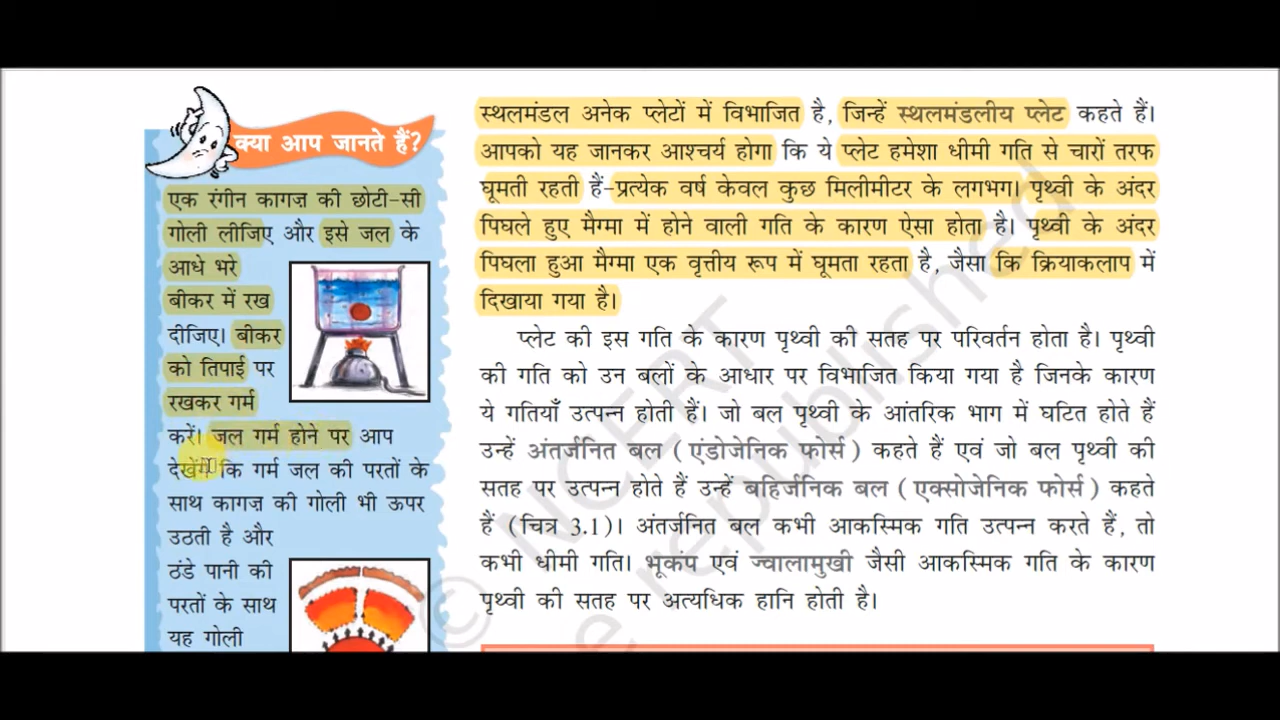 क्या आप जानते हैं?
एक रंगीन कागज़ की छोटी-सी
गोली लीजिए और इसे जल के
आधे भरे
बीकर में रख
दीजिए। बीकर
को तिपाई पर
रखकर गर्म
करें। जल गर्म होने पर आप
देखेंगे कि गर्म जल की परतों के
साथ कागज़ की गोली भी ऊपर
उठती है और
ठंडे पानी की
परतों के साथ
यह गोली
स्थलमंडल अनेक प्लेटों में विभाजित है, जिन्हें स्थलमंडलीय प्लेट कहते हैं।
आपको यह जानकर आश्चर्य होगा कि ये प्लेट हमेशा धीमी गति से चारों तरफ
घूमती रहती हैं-प्रत्येक वर्ष केवल कुछ मिलीमीटर के लगभग। पृथ्वी के अंदर
पिघले हुए मैग्मा में होने वाली गति के कारण ऐसा होता है। पृथ्वी के अंदर
पिघला हुआ मैग्मा एक वृत्तीय रूप में घूमता रहता है, जैसा कि क्रियाकलाप में
दिखाया गया है।
प्लेट की इस गति के कारण पृथ्वी की सतह पर परिवर्तन होता है। पृथ्वी
की गति को उन बलों के आधार पर विभाजित किया गया है जिनके कारण
ये गतियाँ उत्पन्न होती हैं। जो बल पृथ्वी के आंतरिक भाग में घटित होते हैं
उन्हें अंतर्जनित बल (एंडोजेनिक फोर्स) कहते हैं एवं जो बल पृथ्वी की
सतह पर उत्पन्न होते हैं उन्हें बहिर्जनिक बल (एक्सोजेनिक फोर्स) कहते
हैं (चित्र 3.1)। अंतर्जनित बल कभी आकस्मिक गति उत्पन्न करते हैं, तो
कभी धीमी गति। भूकंप एवं ज्वालामुखी जैसी आकस्मिक गति के कारण
पृथ्वी की सतह पर अत्यधिक हानि होती है।
© NCERT
e republished